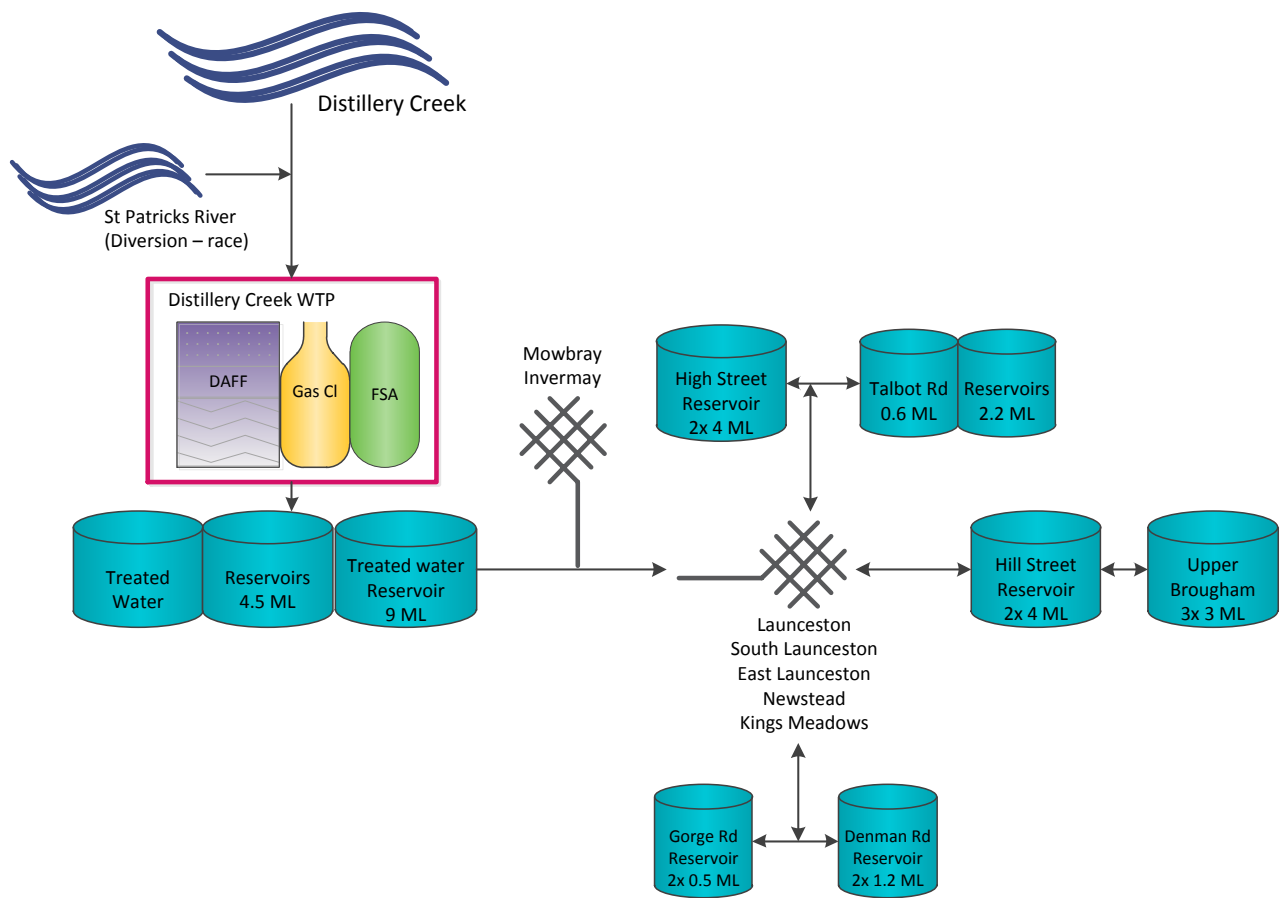 Distillery Creek
St Patricks River
(Diversion – race)
Distillery Creek WTP
DAFF
Gas Cl
FSA
Mowbray
Invermay
High Street
Reservoir
2x 4 ML
Talbot Rd
0.6 ML
Reservoirs
2.2 ML
Treated
Water
Reservoirs
4.5 ML
Treated water
Reservoir
9 ML
Hill Street
Reservoir
2x 4 ML
Upper
Brougham
3x 3 ML
Launceston
South Launceston
East Launceston
Newstead
Kings Meadows
Gorge Rd
Reservoir
2x 0.5 ML
Denman Rd
Reservoir
2x 1.2 ML